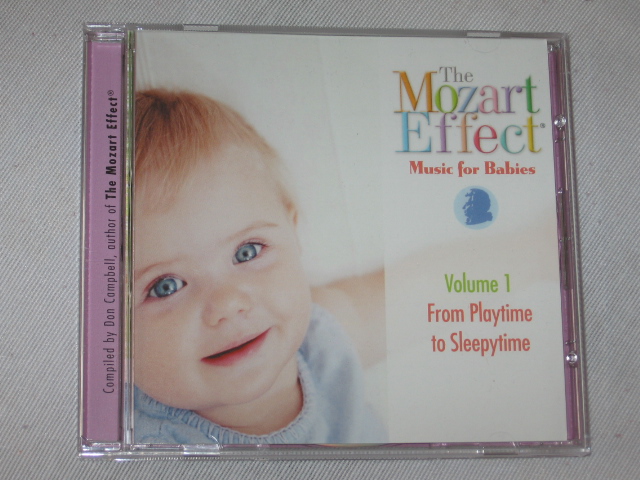 Compiled by Don Campbell, author of The Mozart Effect®
The
Mozart
Effect®
Music for Babies
Volume 1
From Playtime
to Sleepytime